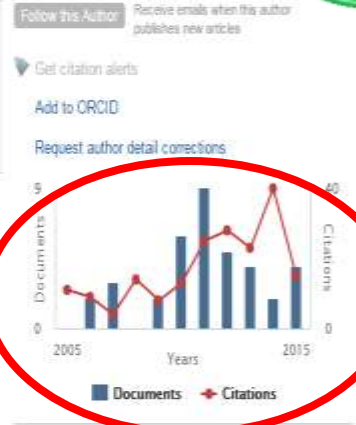 Follow this Author
Receive emails when this author
publishes new articles
Get citation alerts
Add to ORCID
Request author detail corrections
9
40
Documents
Citations
0
0
2005
2015
Years
Documents
Citations